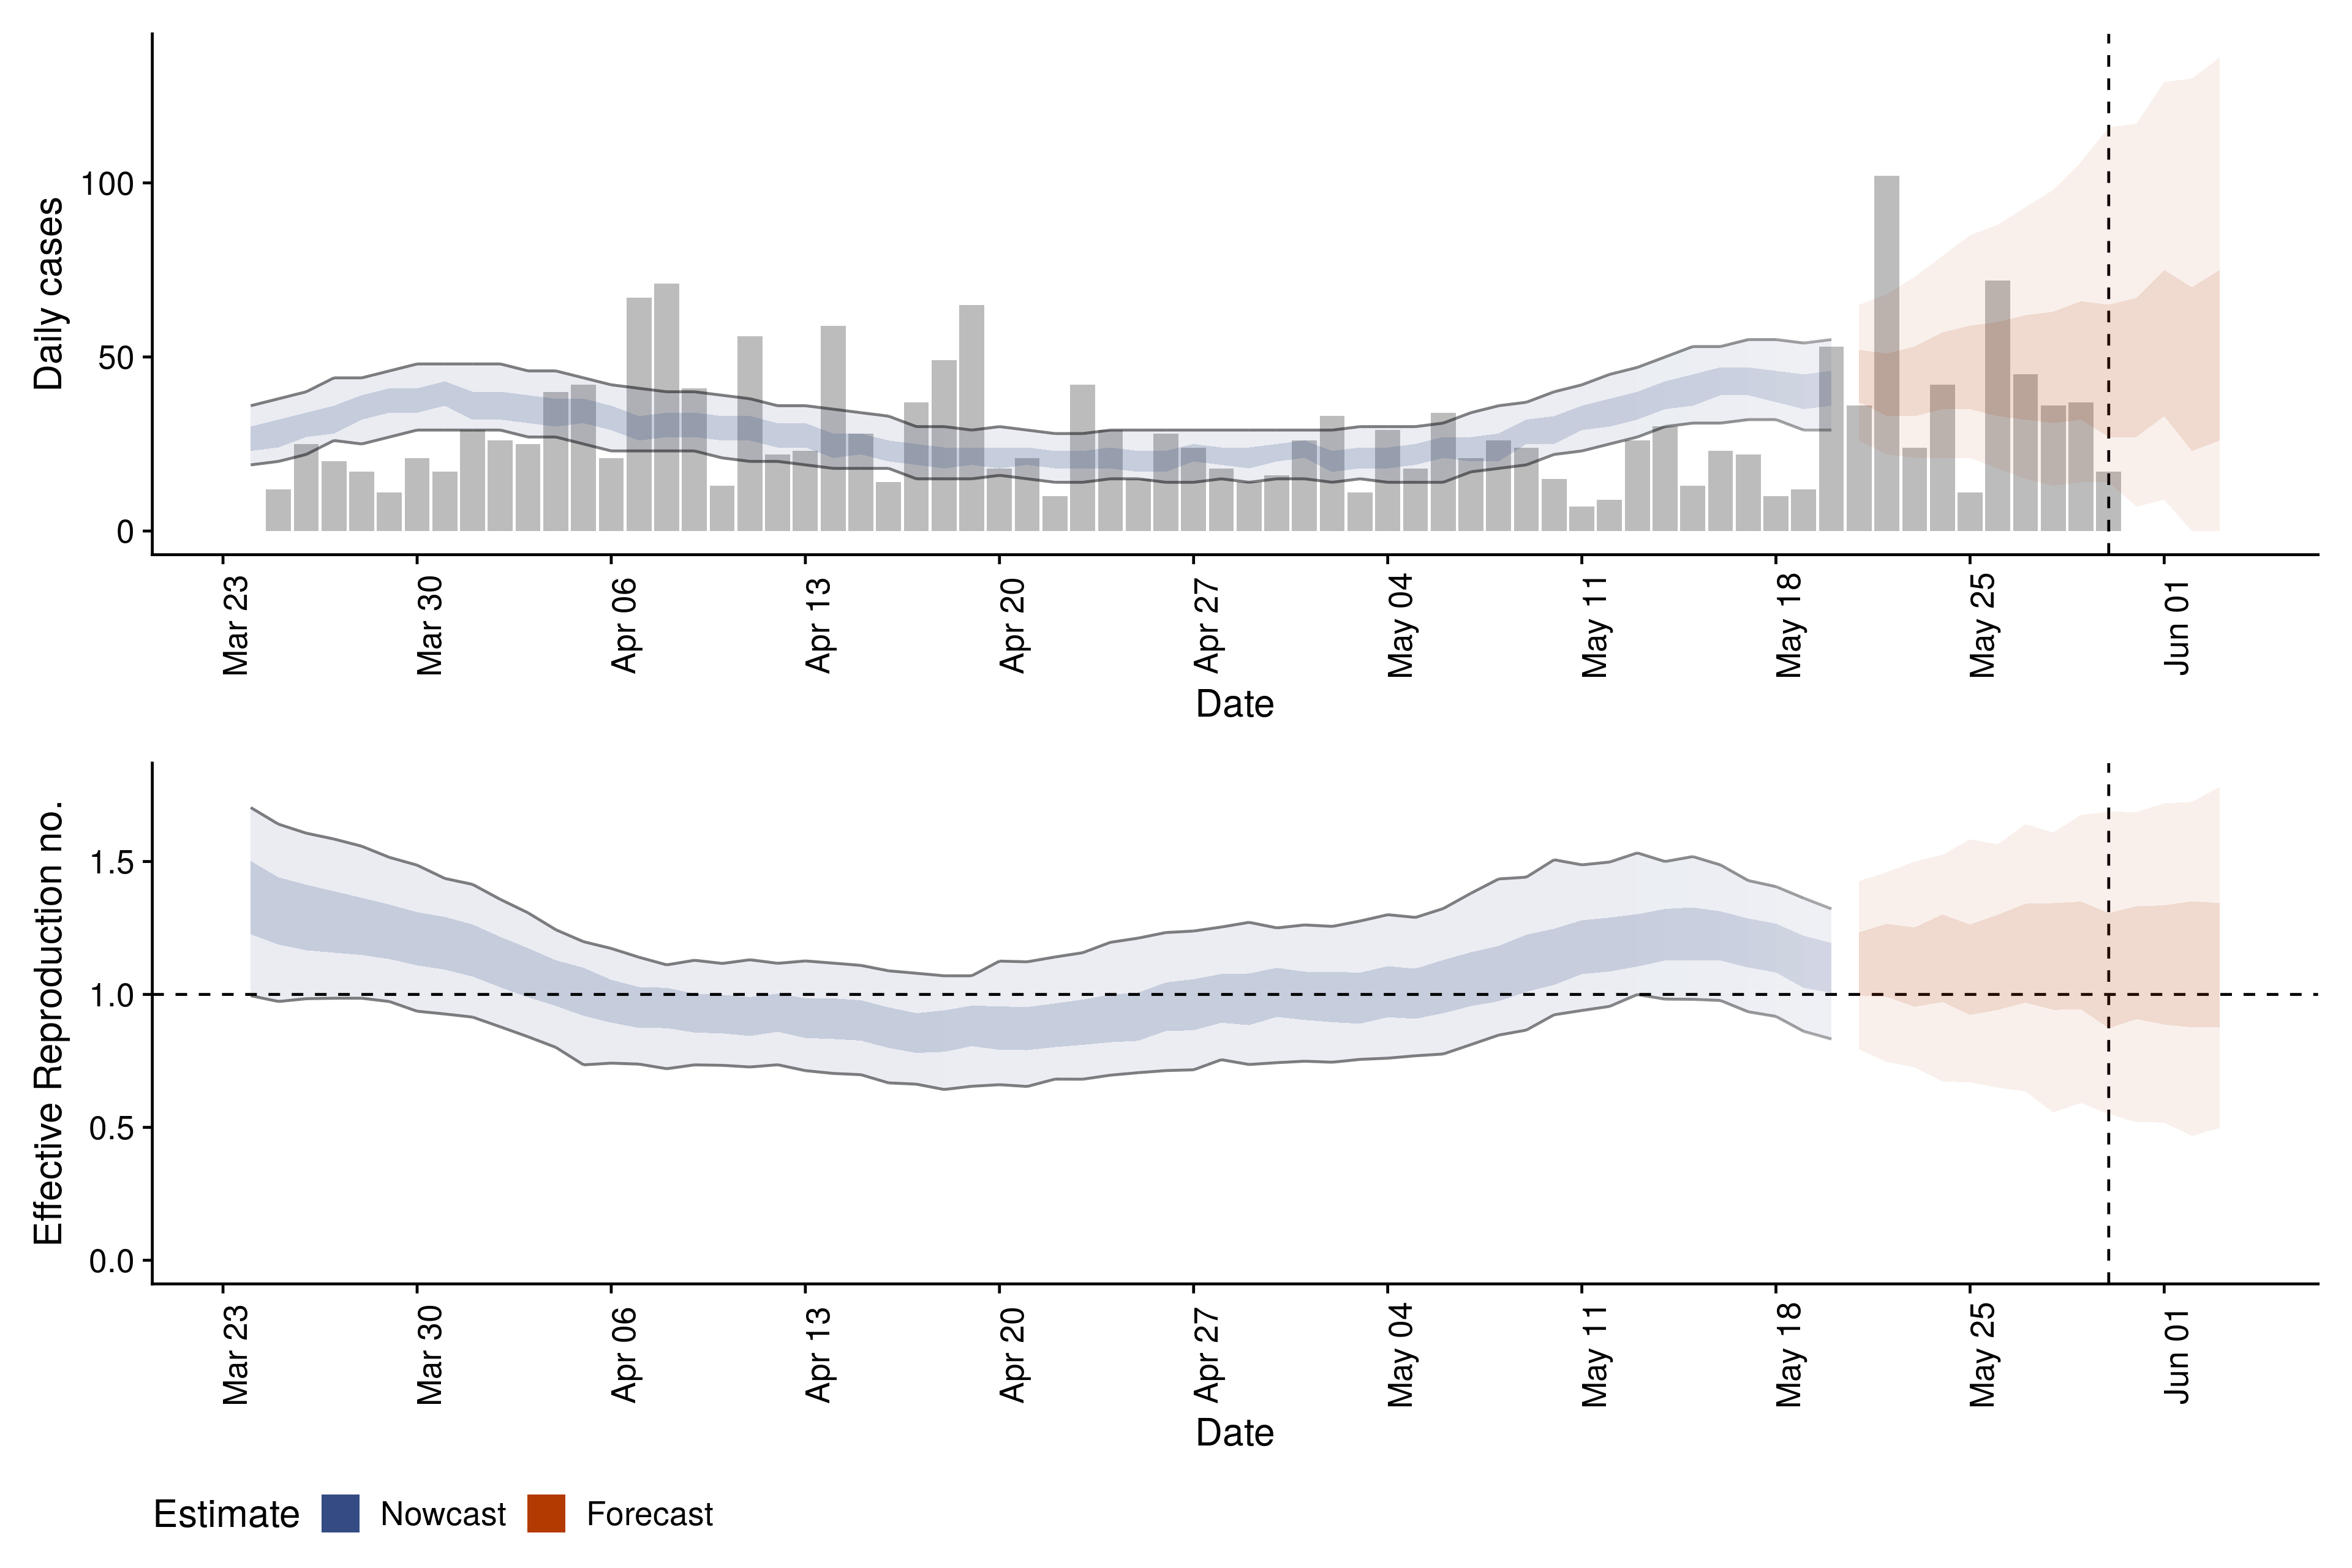 Daily cases
100
50
0
Mar 23
Mar 30
Apr 06
Apr 13
Apr 20
Apr 27
May 04
May 11
May 18
May 25
Jun 01
Date
Effective Reproduction no.
1.5
1.0
0.5
0.0
Mar 23
Mar 30
Apr 06
Apr 13
Apr 20
Apr 27
May 04
May 11
May 18
May 25
Jun 01
Date
Estimate Nowcast Forecast